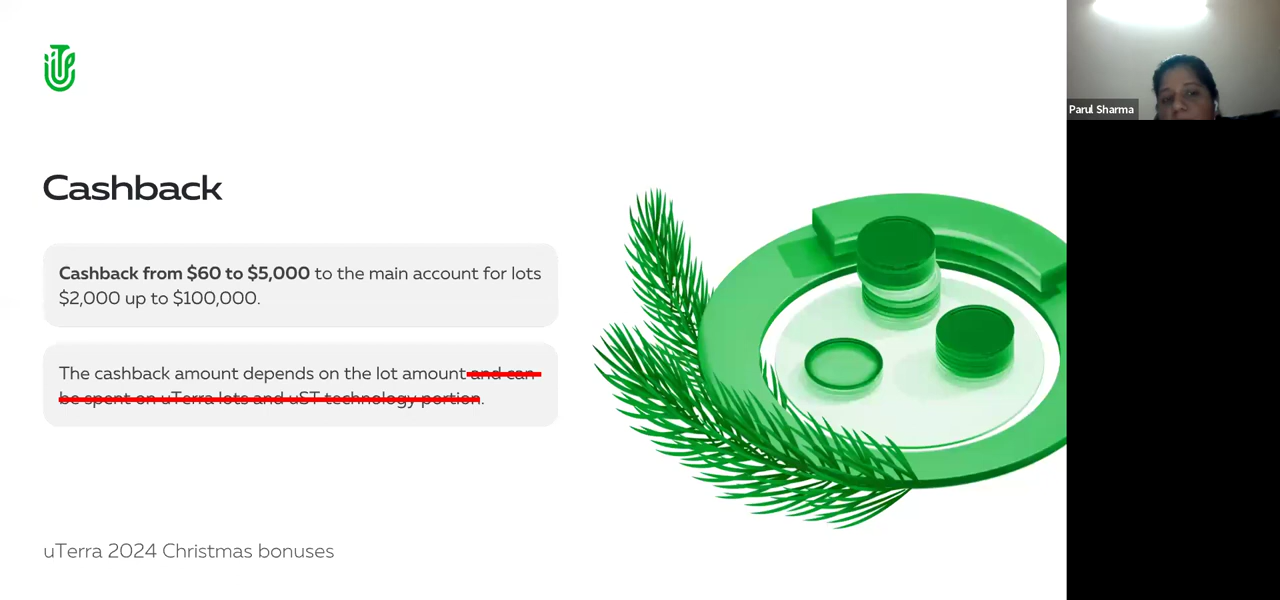 Parul Sharma
Cashback
Cashback from $60 to $5,000 to the main account for lots
$2,000 up to $100,000.
The cashback amount depends on the lot amount and can
be spent on uTerra lots and uST technology portion.
uTerra 2024 Christmas bonuses